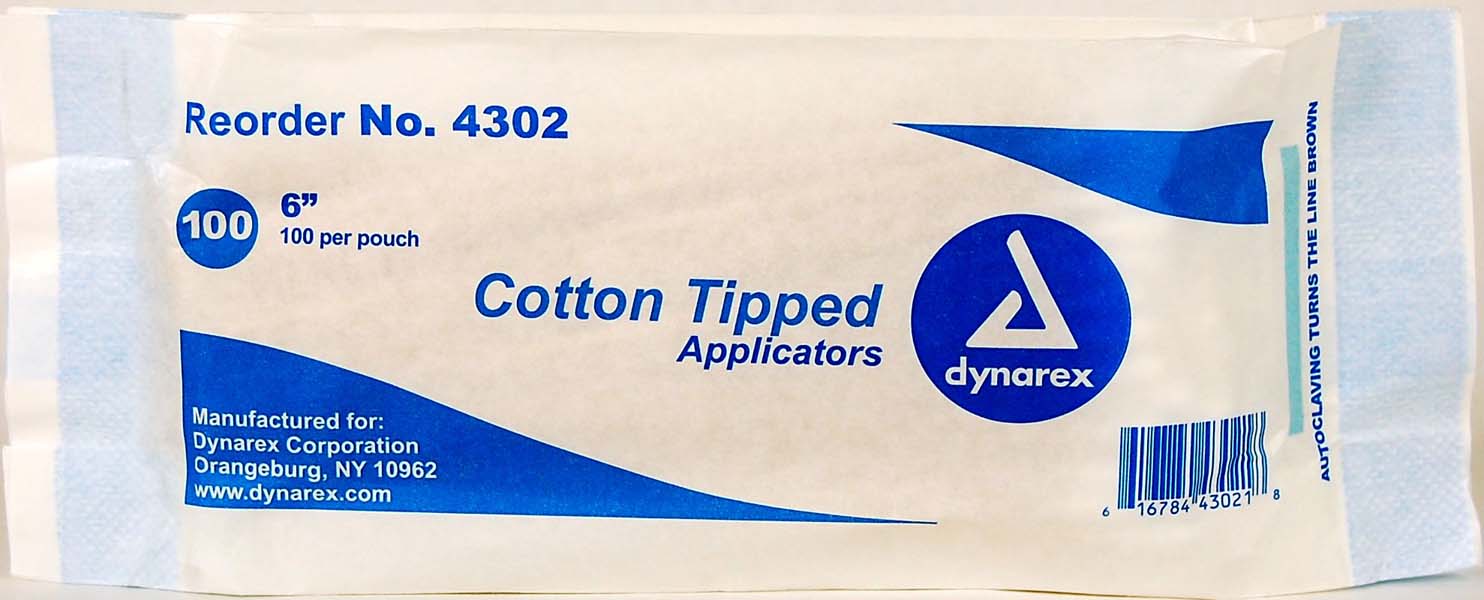 Reorder No. 4302
100
6”
100 per pouch
Cotton Tipped
Applicators
dynarex
Manufactured for:
Dynarex Corporation
Orangeburg, NY 10962
www.dynarex.com
AUTOCLAVING TURNS THE LINE BROWN
6 16784 43021 8